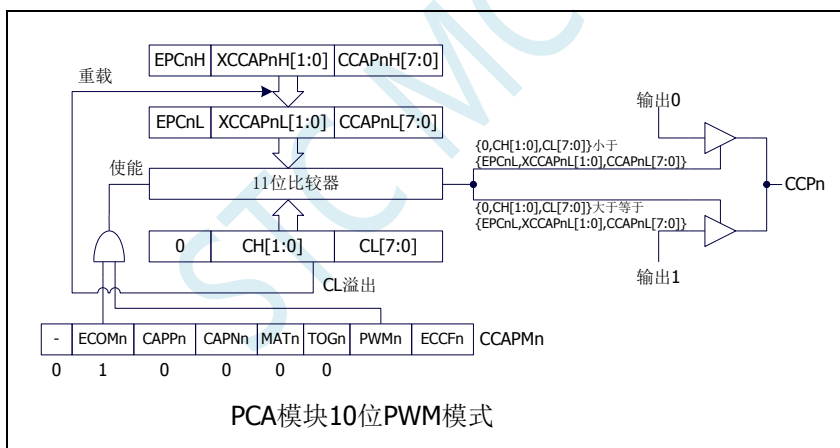 EPCnH XCCAPnH[1:0] CCAPnH[7:0]
重载
EPCnL XCCAPnL[1:0] CCAPnL[7:0]
输出0
{0,CH[1:0],CL[7:0]}小于
{EPCnL,XCCAPnL[1:0],CCAPnL[7:0]}
使能
11位比较器
CCPn
{0,CH[1:0],CL[7:0]}大于等于
{EPCnL,XCCAPnL[1:0],CCAPnL[7:0]}
0 CH[1:0] CL[7:0]
输出1
CL溢出
- ECOMn CAPPn CAPNn MATn TOGn PWMn ECCFn CCAPMn
0 1 0 0 0 0
PCA模块10位PWM模式
STC MC